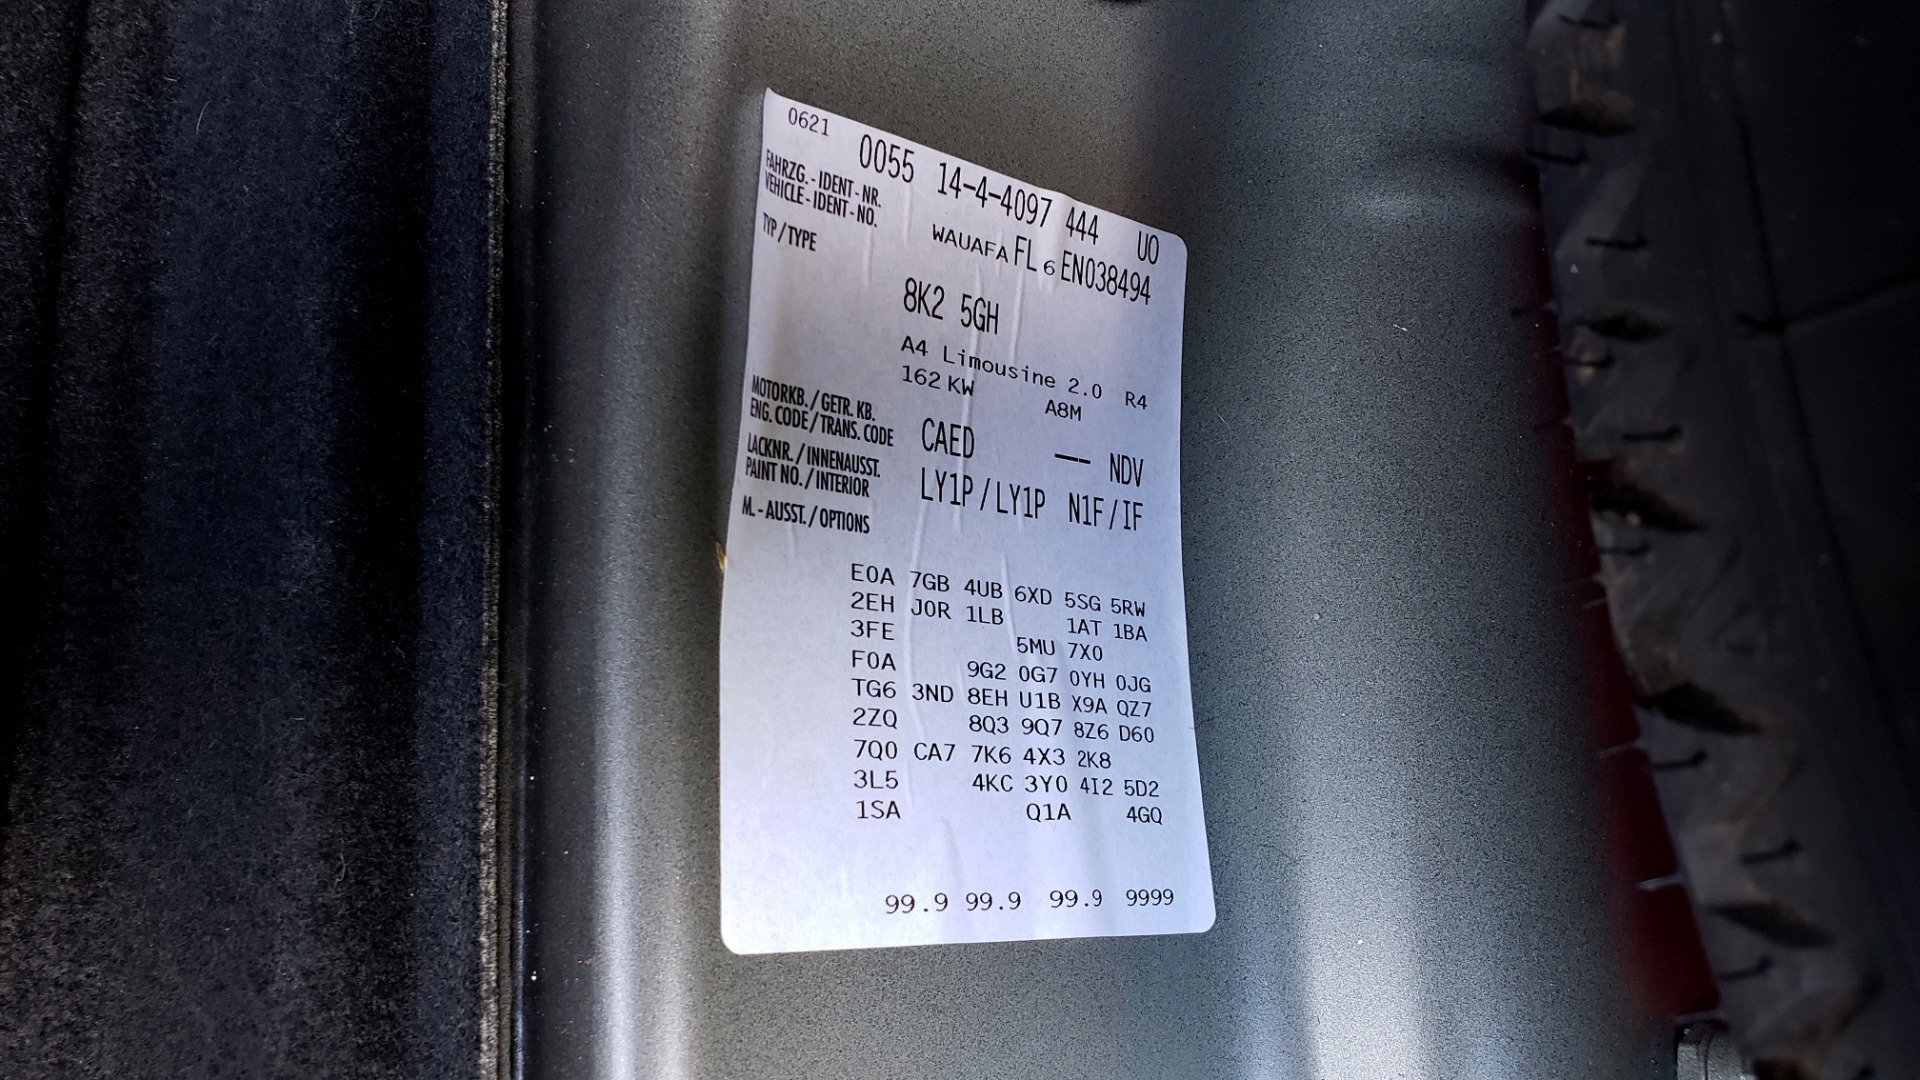 0621 0055 14-4-4097 444 UO
FAHRZG.-IDENT-NR.
VEHICLE-IDENT-NO. WAUAFAFL6EN038494
TYP/TYPE 8K2 5GH
A4 Limousine 2.0 R4
162 KW A8M
MOTORKB./GETR. KB.
ENG. CODE/TRANS. CODE CAED -- NDV
LACKNR./INNENAUSST.
PAINT NO./INTERIOR LY1P/LY1P N1F/IF
M.-AUSST./OPTIONS
E0A 7GB 4UB 6XD 5SG 5RW
2EH J0R 1LB 1AT 1BA
3FE 5MU 7X0
F0A 9G2 0G7 0YH 0JG
TG6 3ND 8EH U1B X9A QZ7
2ZQ 8Q3 9Q7 8Z6 D60
7Q0 CA7 7K6 4X3 2K8
3L5 4KC 3Y0 4I2 5D2
1SA Q1A 4GQ
99.9 99.9 99.9 9999